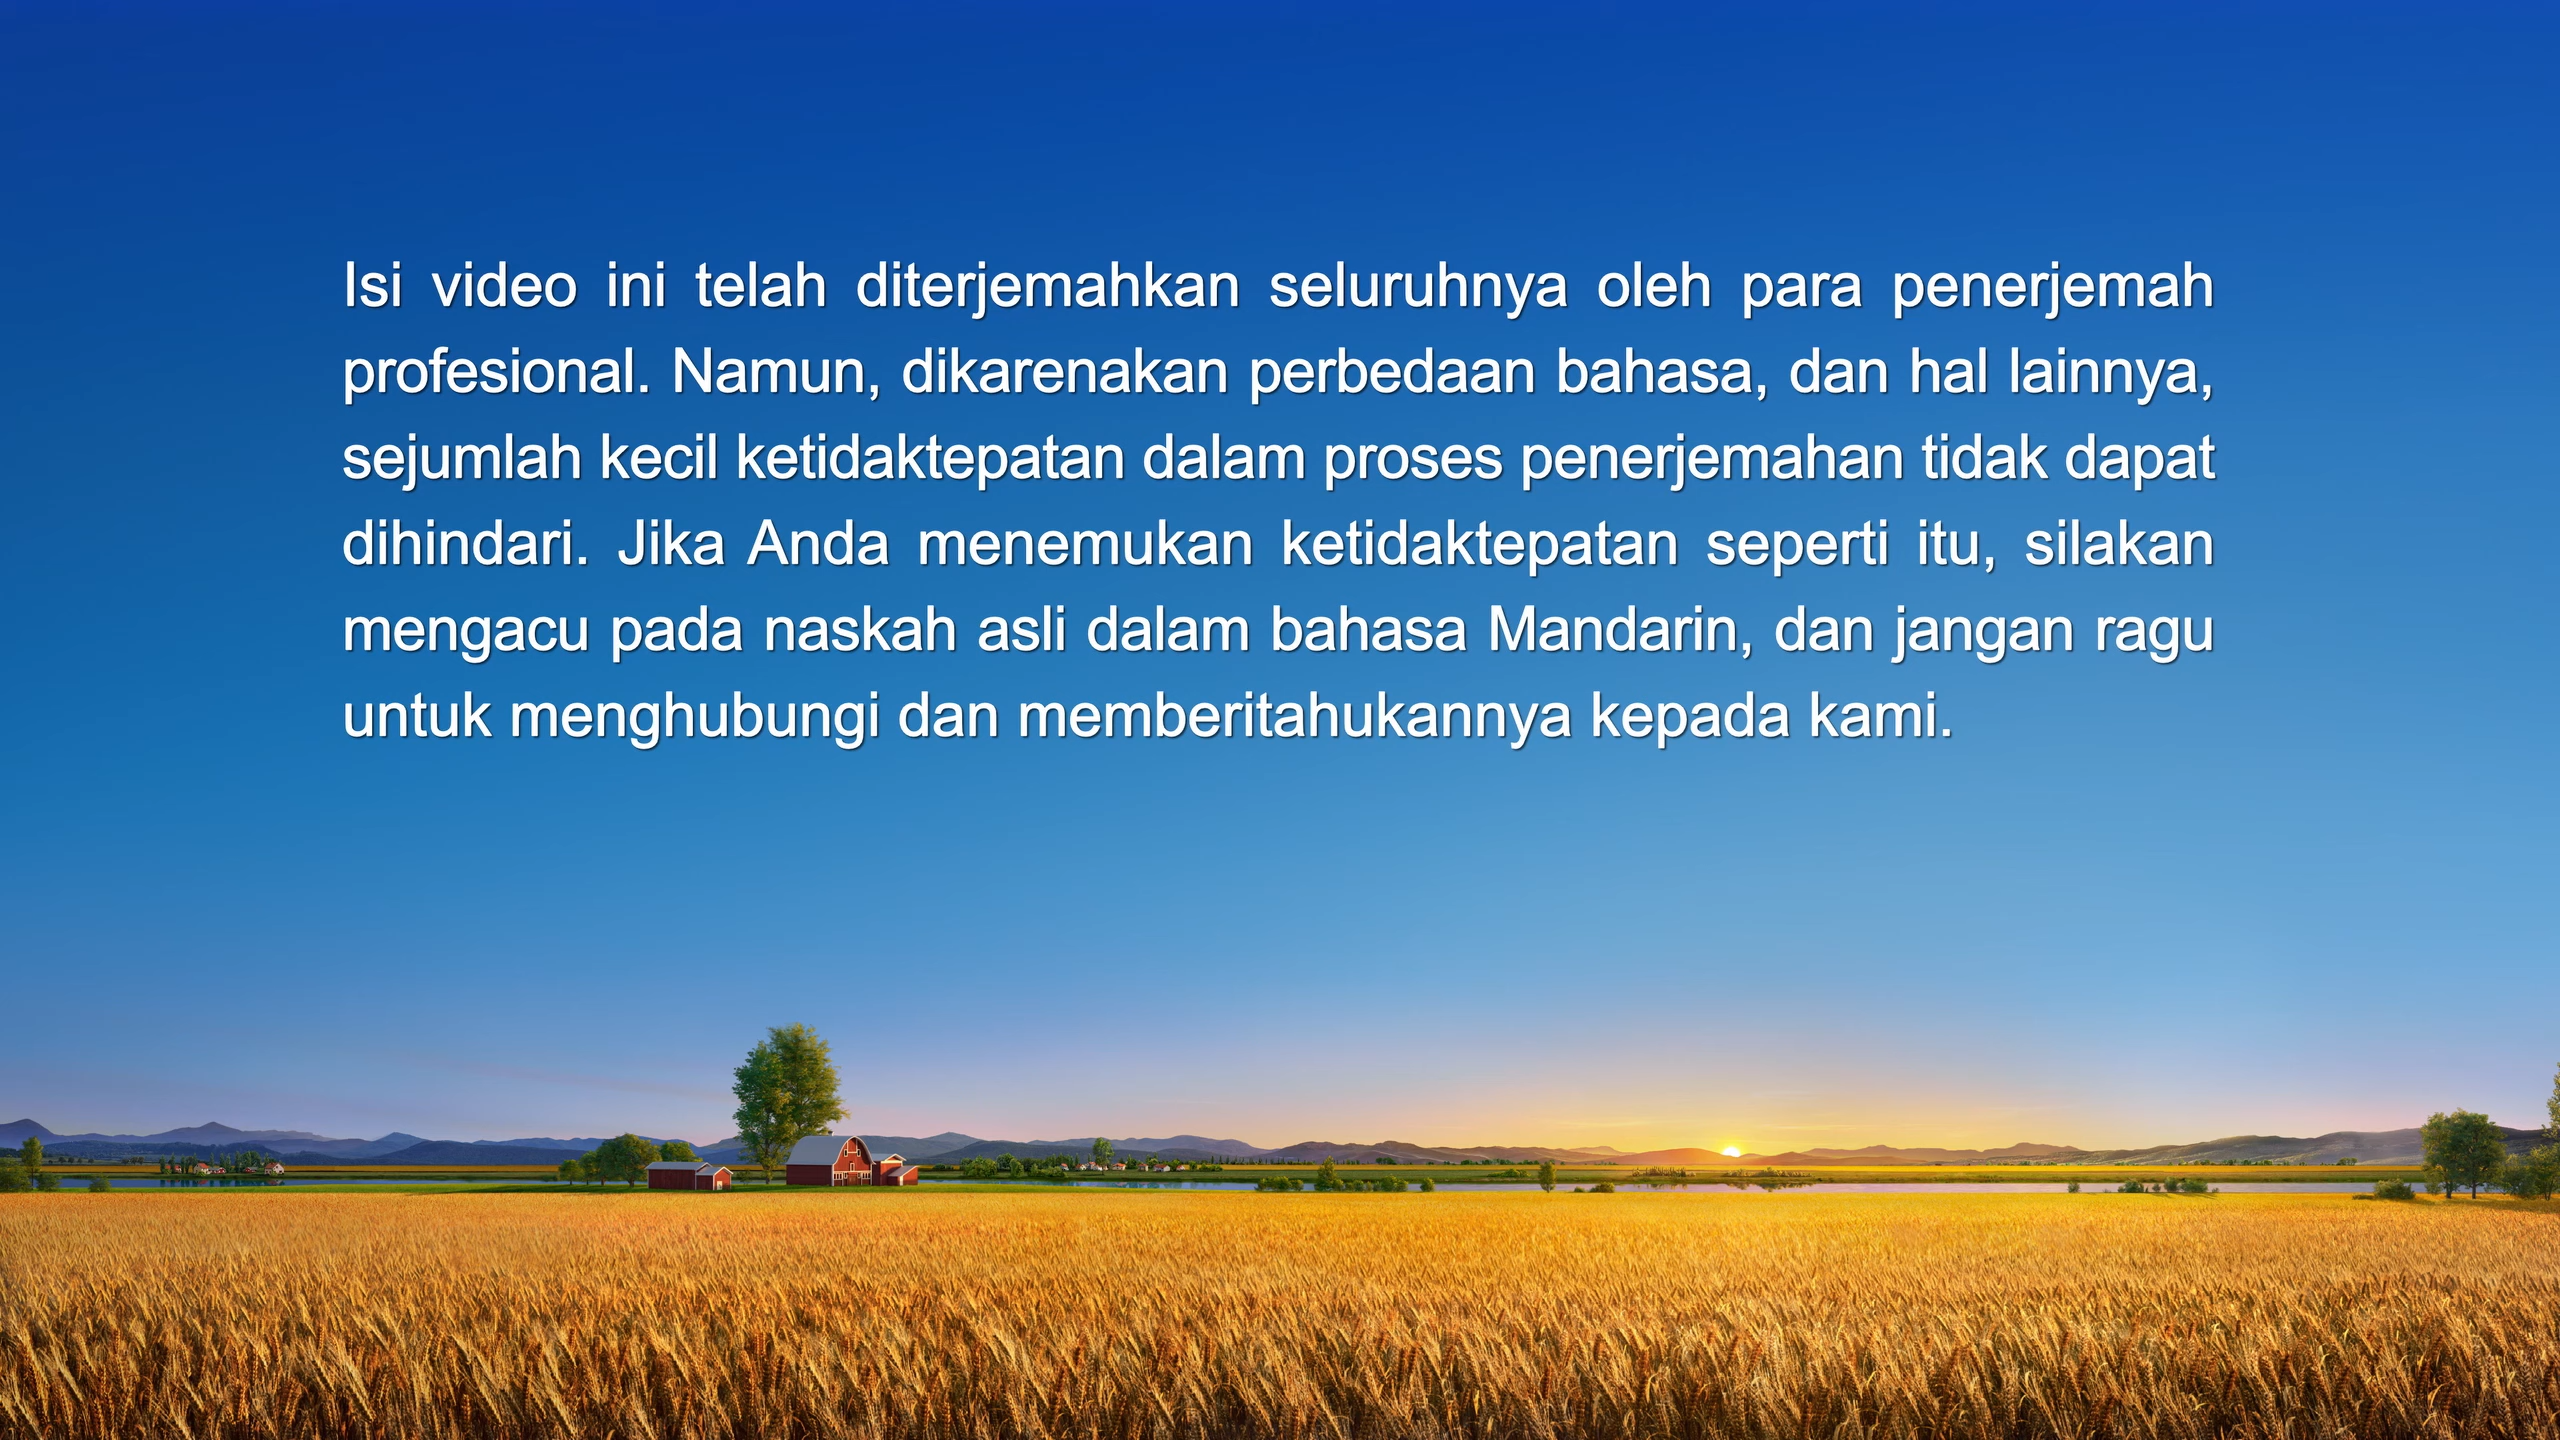 Isi video ini telah diterjemahkan seluruhnya oleh para penerjemah
profesional. Namun, dikarenakan perbedaan bahasa, dan hal lainnya,
sejumlah kecil ketidaktepatan dalam proses penerjemahan tidak dapat
dihindari. Jika Anda menemukan ketidaktepatan seperti itu, silakan
mengacu pada naskah asli dalam bahasa Mandarin, dan jangan ragu
untuk menghubungi dan memberitahukannya kepada kami.